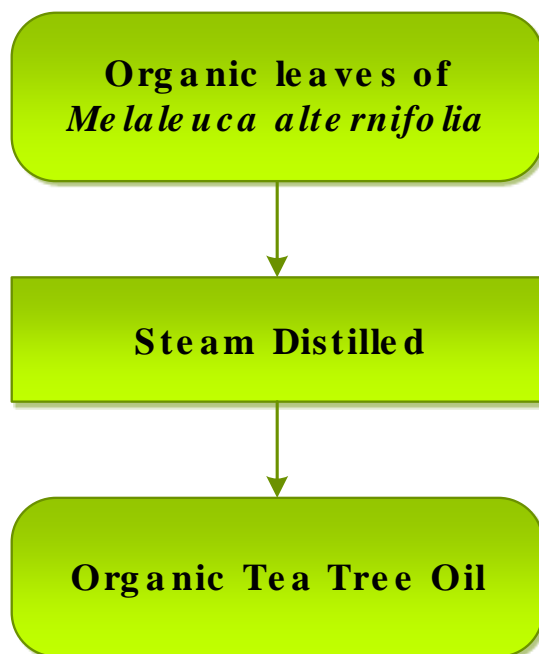 Organic leaves of
Melaleuca alternifolia
Steam Distilled
Organic Tea Tree Oil